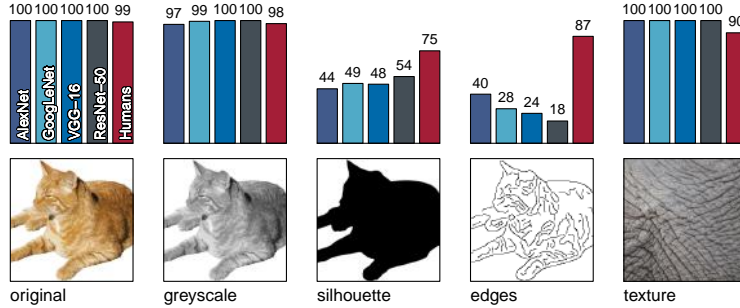 100 100 100 100 99
97 99 100 100 98
44 49 48 54 75
40 28 24 18 87
100 100 100 100 90
AlexNet
GoogLeNet
VGG–16
ResNet–50
Humans
original
greyscale
silhouette
edges
texture